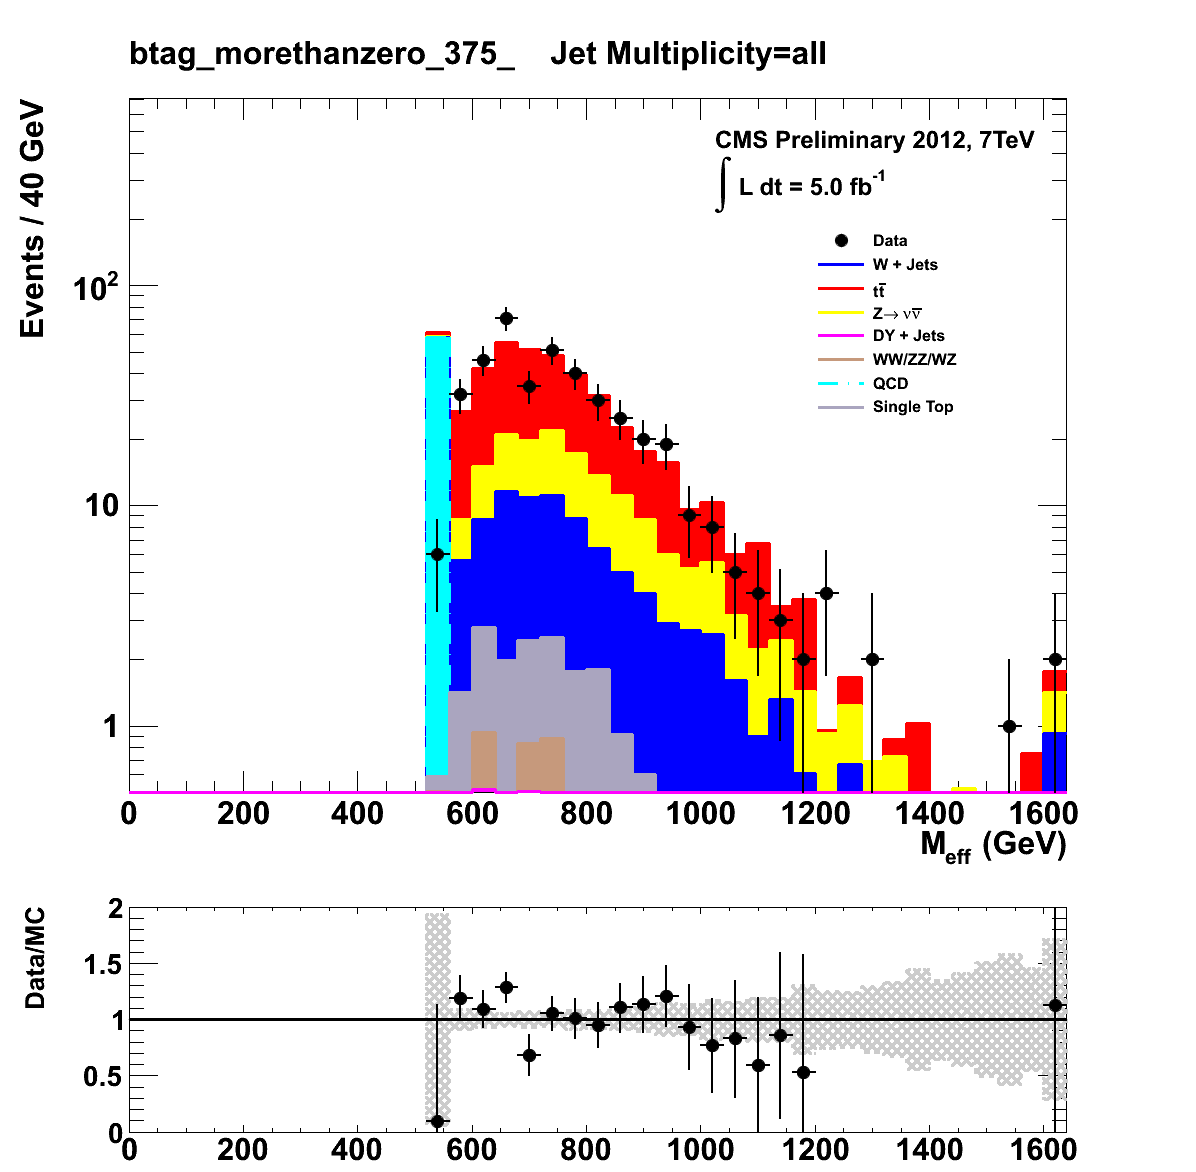 btag_morethanzero_375_ Jet Multiplicity=all
Events / 40 GeV
CMS Preliminary 2012, 7TeV
∫ L dt = 5.0 fb⁻¹
Data
W + Jets
tt̅
Z→ νν̅
DY + Jets
WW/ZZ/WZ
QCD
Single Top
10²
10
1
0 200 400 600 800 1000 1200 1400 1600
M_eff (GeV)
Data/MC
2
1.5
1
0.5
0
0 200 400 600 800 1000 1200 1400 1600